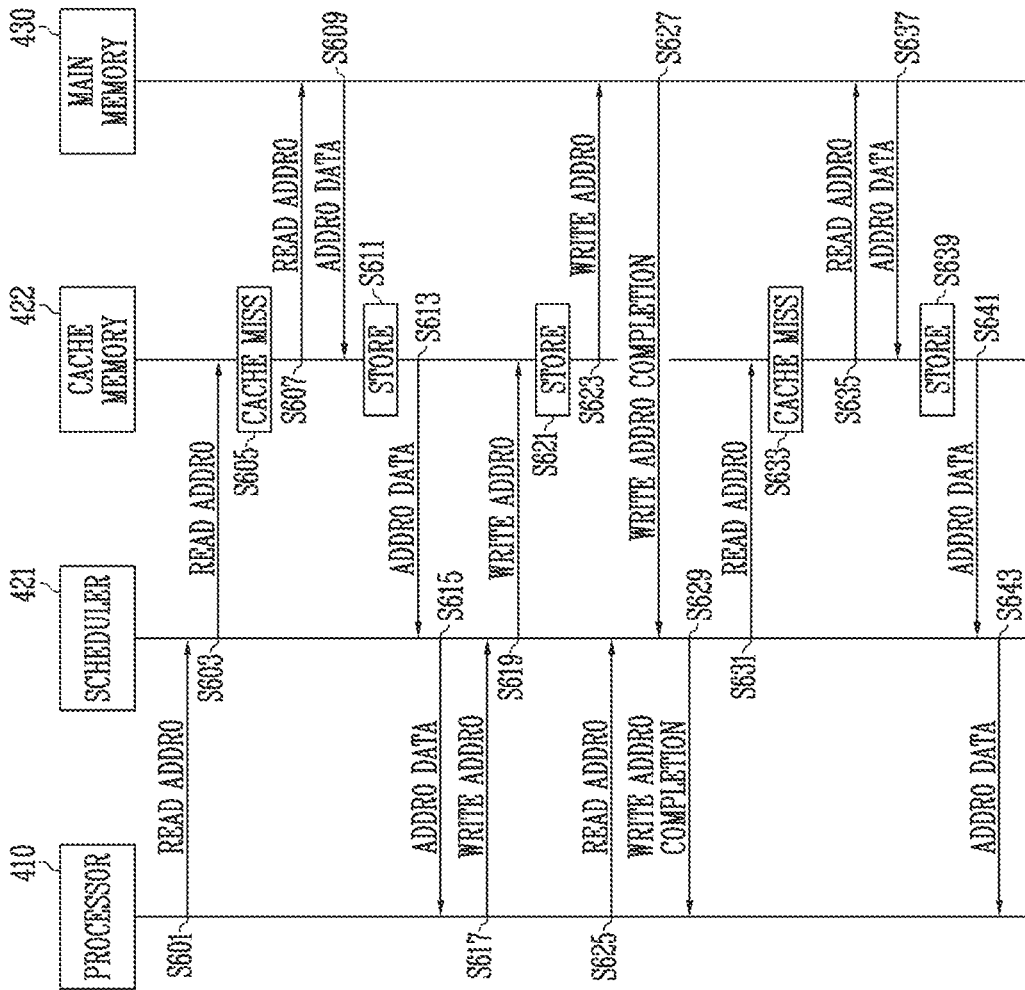 410
PROCESSOR
421
SCHEDULER
422
CACHE
MEMORY
430
MAIN
MEMORY
S601
READ ADDR0
S603
READ ADDR0
S605
CACHE MISS
S607
READ ADDR0
S609
ADDR0 DATA
S611
STORE
S613
ADDR0 DATA
S615
ADDR0 DATA
S617
WRITE ADDR0
S619
WRITE ADDR0
S621
STORE
S623
WRITE ADDR0
S625
READ ADDR0
S627
WRITE ADDR0 COMPLETION
S629
WRITE ADDR0
COMPLETION
S631
READ ADDR0
S633
CACHE MISS
S635
READ ADDR0
S637
ADDR0 DATA
S639
STORE
S641
ADDR0 DATA
S643
ADDR0 DATA